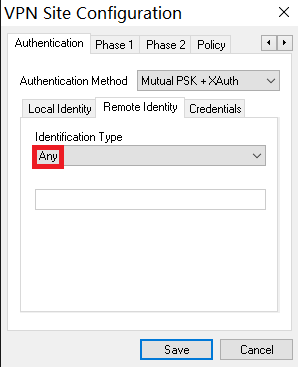 VPN Site Configuration
Authentication Phase 1 Phase 2 Policy
Authentication Method Mutual PSK + XAuth
Local Identity Remote Identity Credentials
Identification Type
Any
Save Cancel